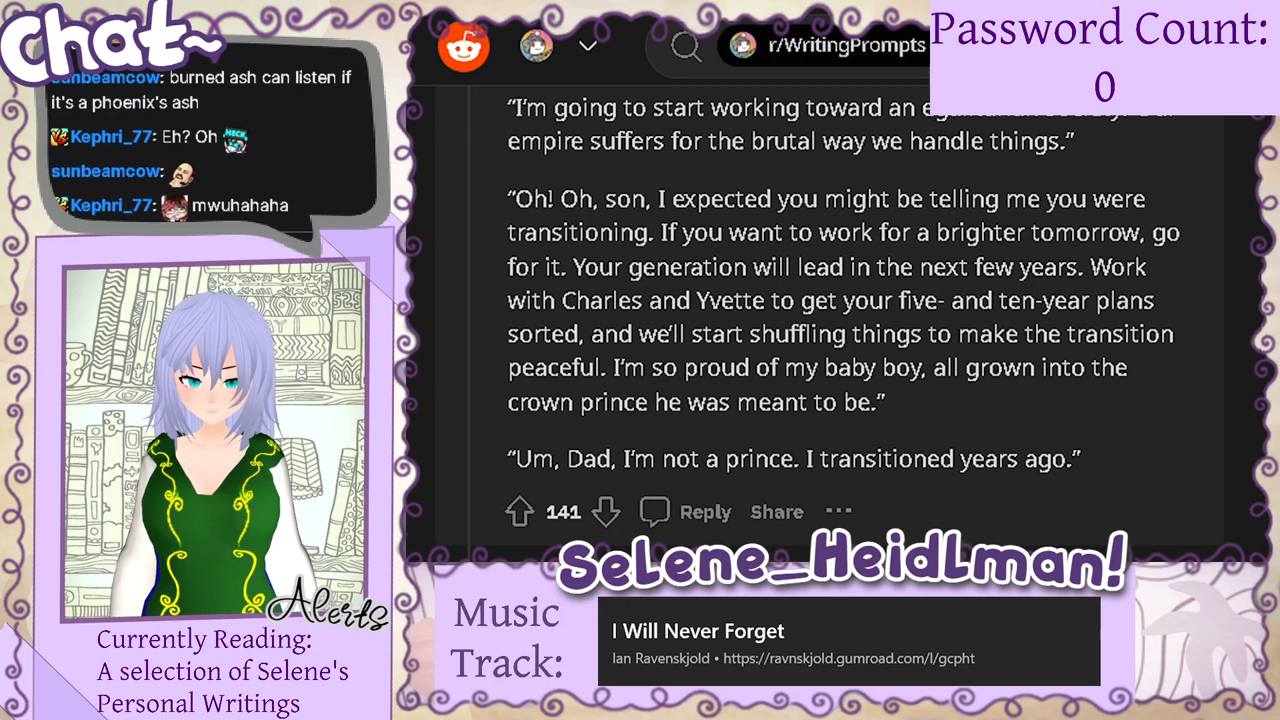 Chat~
sunbeamcow: burned ash can listen if
it's a phoenix's ash
Kephri_77: Eh? Oh
sunbeamcow:
Kephri_77: mwuhahaha
r/WritingPrompts
Password Count:
0
“I’m going to start working toward an
empire suffers for the brutal way we handle things.”
“Oh! Oh, son, I expected you might be telling me you were
transitioning. If you want to work for a brighter tomorrow, go
for it. Your generation will lead in the next few years. Work
with Charles and Yvette to get your five- and ten-year plans
sorted, and we’ll start shuffling things to make the transition
peaceful. I’m so proud of my baby boy, all grown into the
crown prince he was meant to be.”
“Um, Dad, I’m not a prince. I transitioned years ago.”
141 Reply Share ...
Selene_Heidlman!
Alerts
Currently Reading:
A selection of Selene's
Personal Writings
Music
Track:
I Will Never Forget
Ian Ravenskjold • https://ravnskjold.gumroad.com/l/gcpht